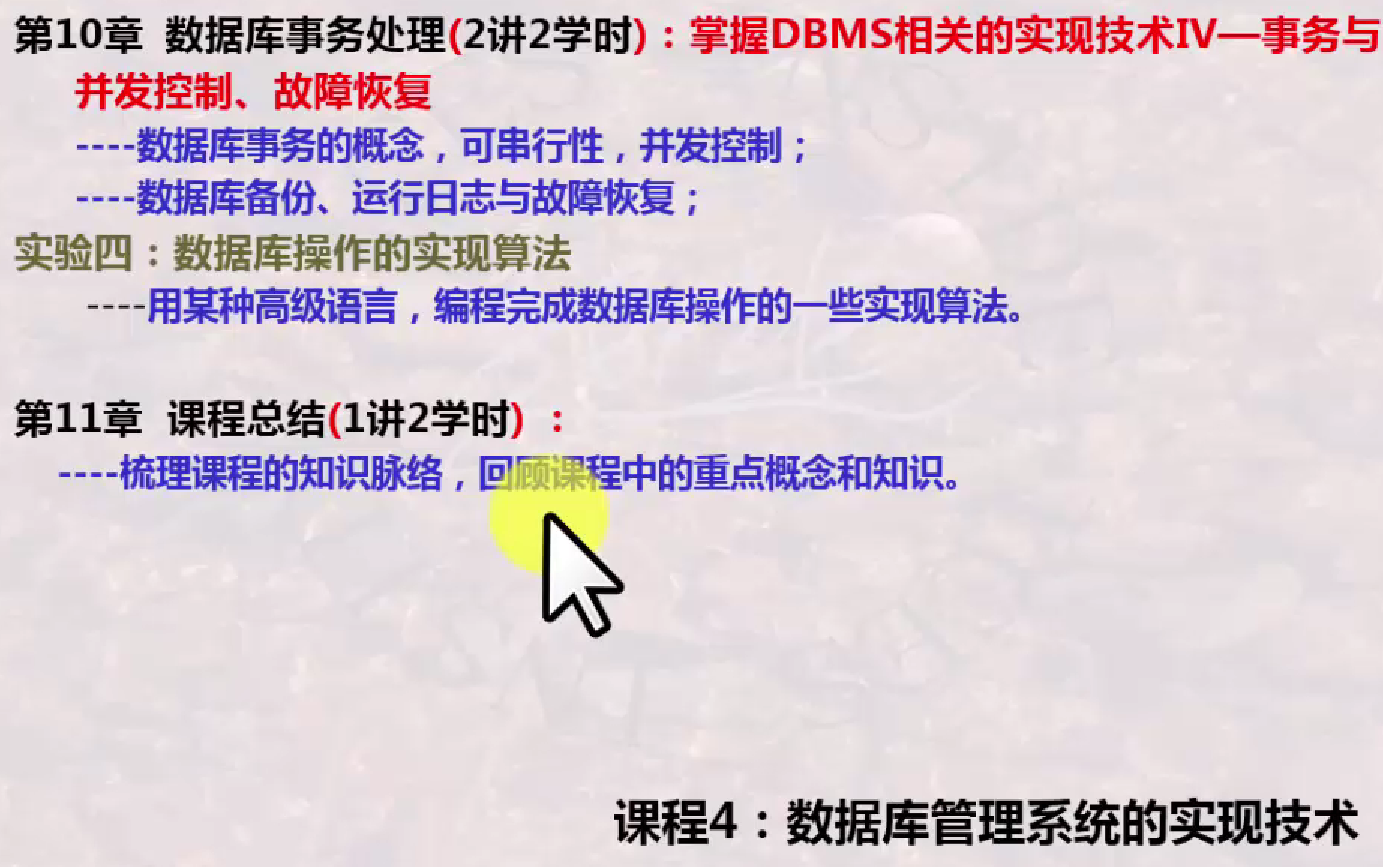 第10章 数据库事务处理(2讲2学时)：掌握DBMS相关的实现技术IV—事务与
并发控制、故障恢复
----数据库事务的概念，可串行性，并发控制；
----数据库备份、运行日志与故障恢复；
实验四：数据库操作的实现算法
----用某种高级语言，编程完成数据库操作的一些实现算法。
第11章 课程总结(1讲2学时) ：
----梳理课程的知识脉络，回顾课程中的重点概念和知识。
课程4：数据库管理系统的实现技术